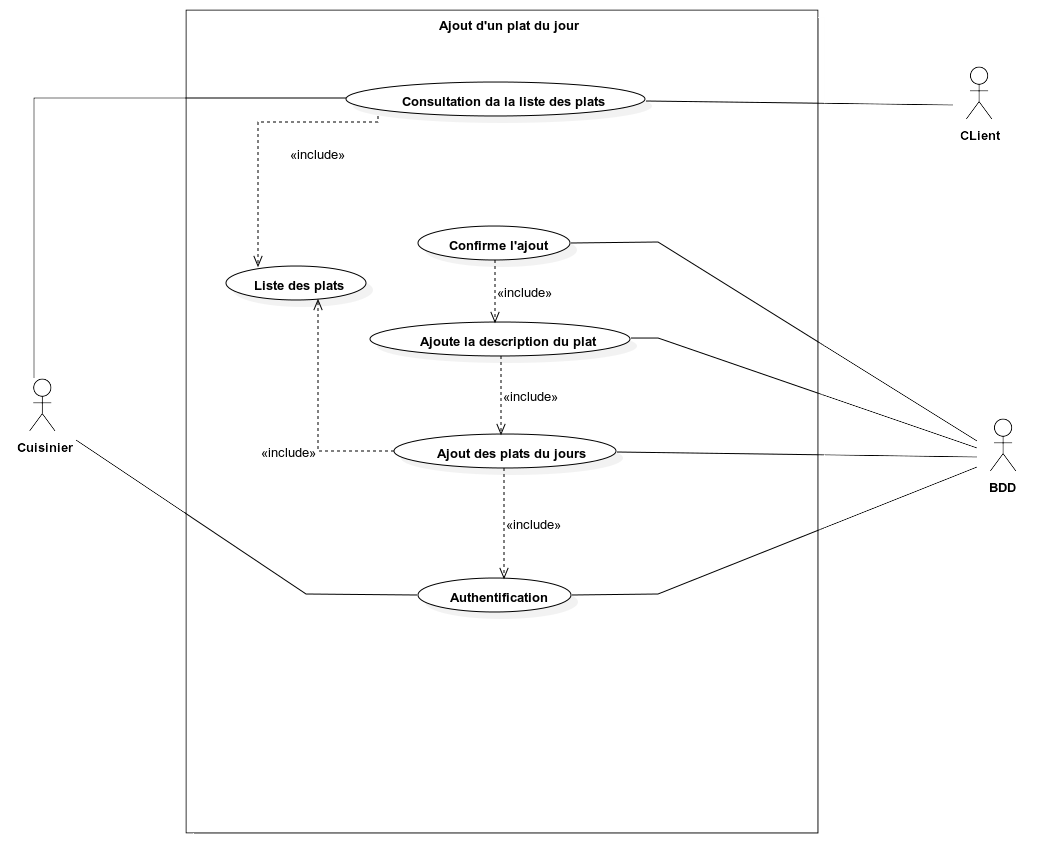 Ajout d'un plat du jour
Consultation da la liste des plats
CLient
«include»
Confirme l'ajout
Liste des plats
«include»
Ajoute la description du plat
«include»
Cuisinier
«include»
Ajout des plats du jours
BDD
«include»
Authentification